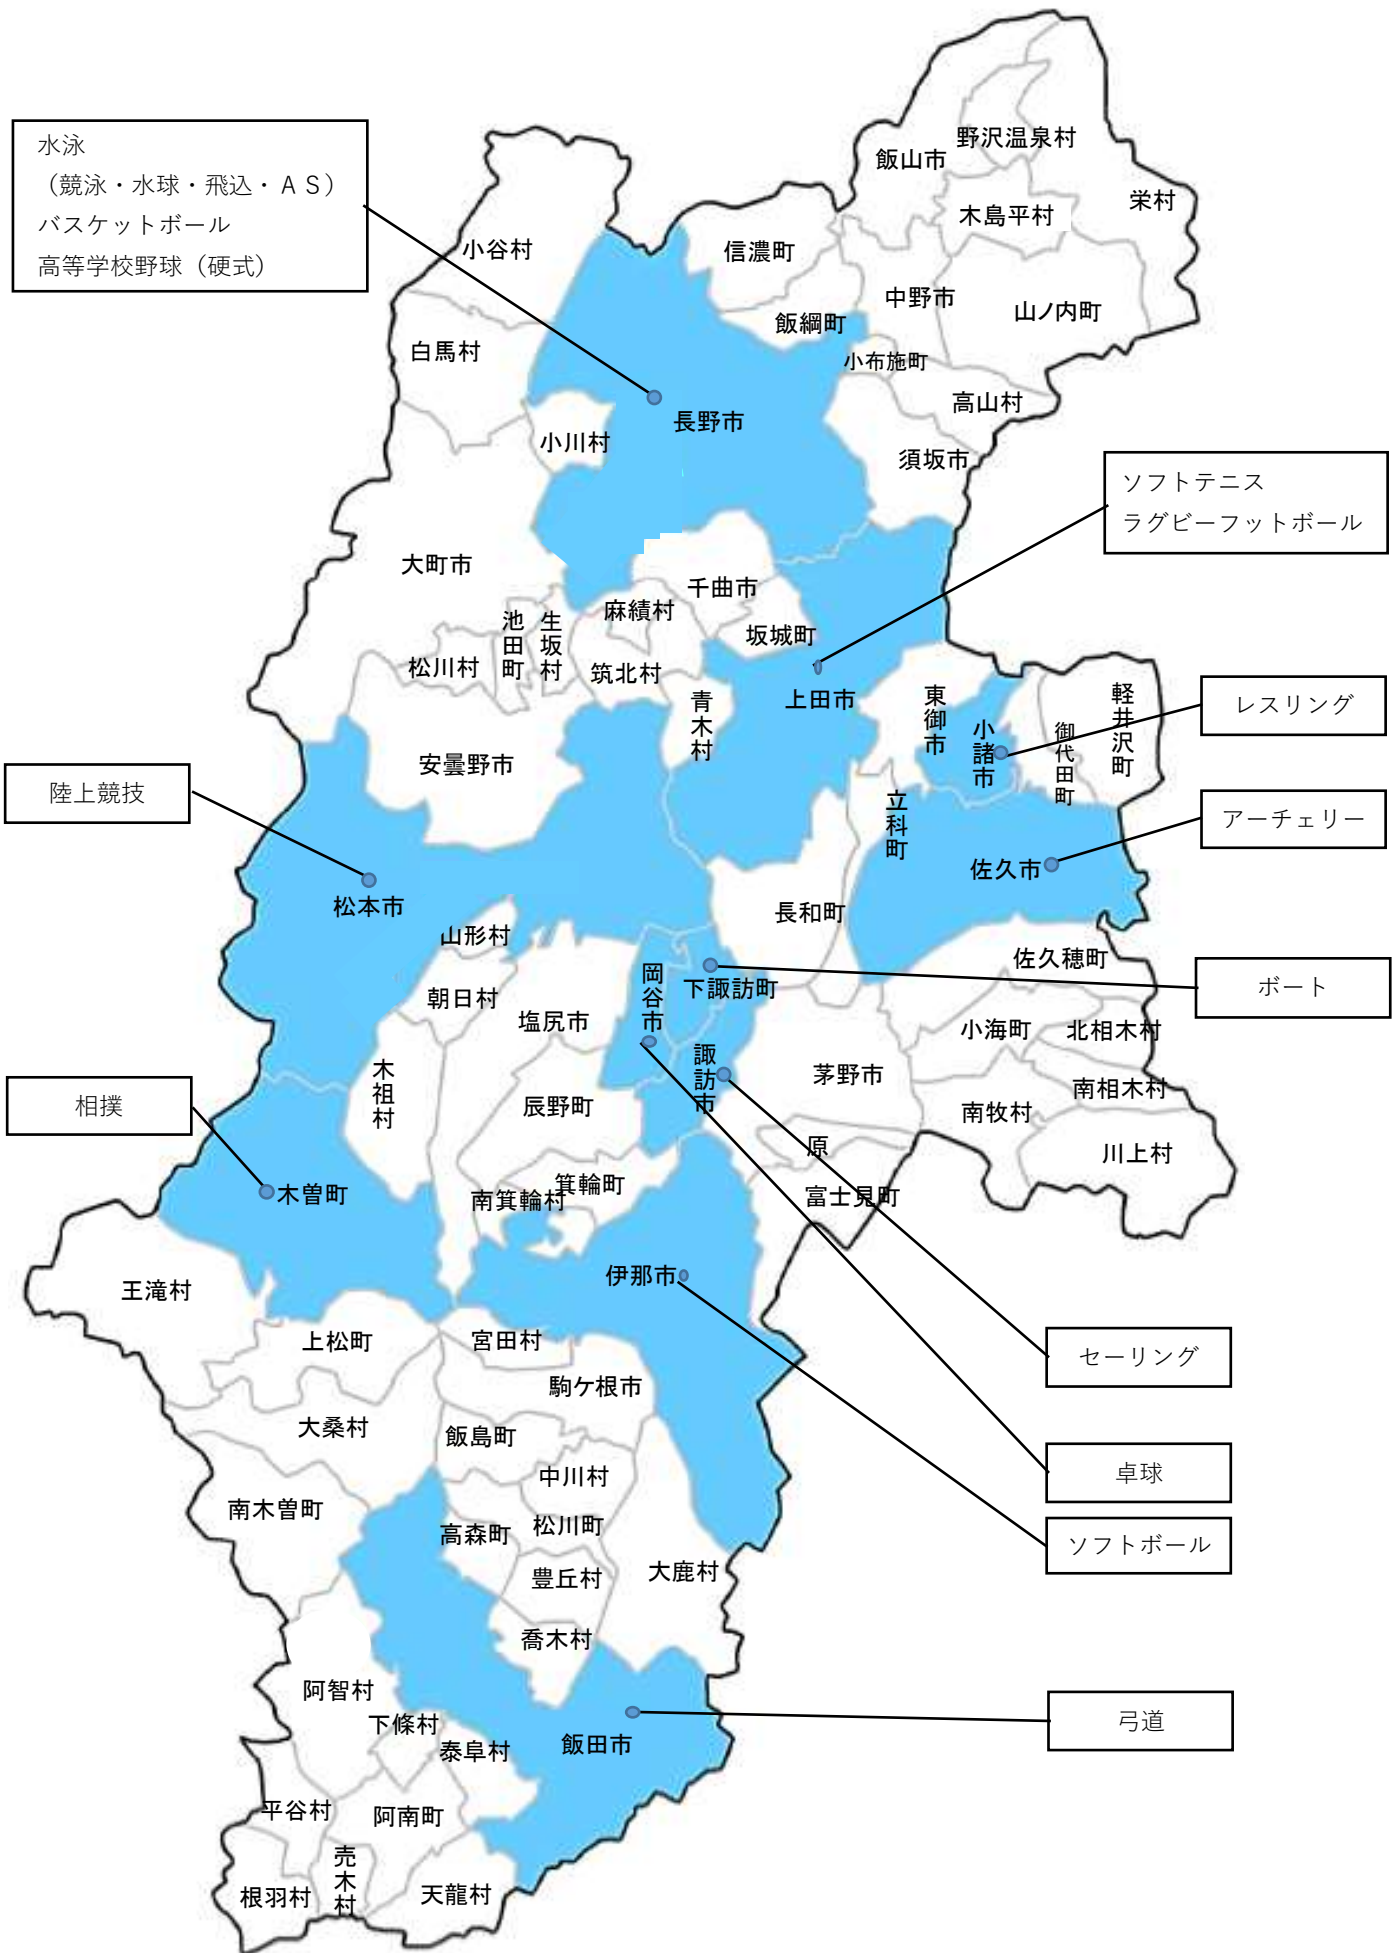 水泳
（競泳・水球・飛込・ＡＳ）
バスケットボール
高等学校野球（硬式）
野沢温泉村
飯山市
栄村
木島平村
信濃町
小谷村
中野市
山ノ内町
飯綱町
白馬村
小布施町
高山村
長野市
小川村
須坂市
ソフトテニス
ラグビーフットボール
大町市
千曲市
麻績村
池田町
生坂村
坂城町
松川村
筑北村
青木村
上田市
東御市
小諸市
軽井沢町
御代田町
レスリング
安曇野市
陸上競技
立科町
アーチェリー
佐久市
松本市
長和町
山形村
佐久穂町
岡谷市
下諏訪町
ボート
朝日村
塩尻市
小海町
北相木村
木祖村
諏訪市
茅野市
南相木村
相撲
辰野町
南牧村
原
川上村
木曽町
南箕輪村
箕輪町
富士見町
伊那市
王滝村
上松町
宮田村
セーリング
駒ケ根市
大桑村
飯島町
中川村
卓球
南木曽町
高森町
松川町
ソフトボール
豊丘村
大鹿村
喬木村
阿智村
下條村
弓道
泰阜村
飯田市
平谷村
阿南町
売木村
根羽村
天龍村